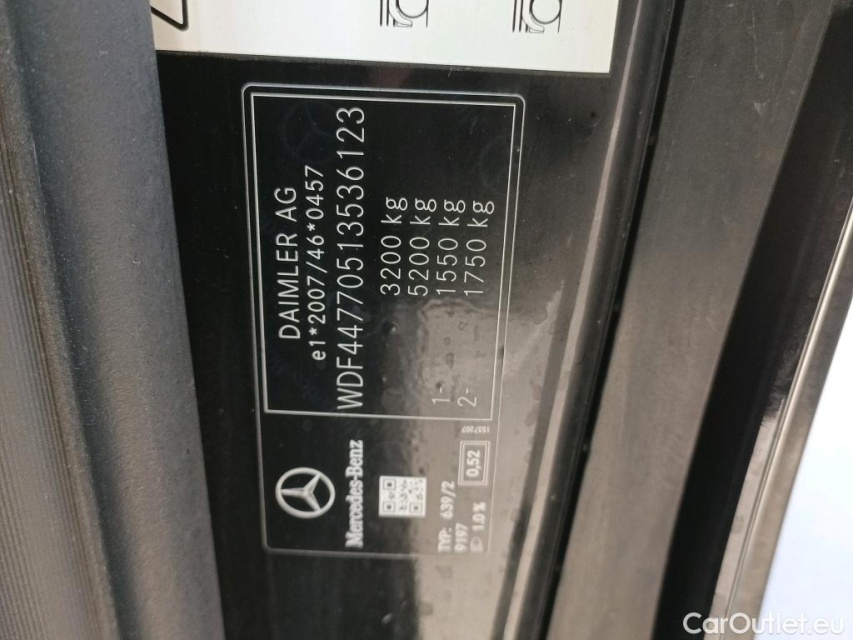 DAIMLER AG
e1*2007/46*0457
WDF44770513536123
3200 kg
5200 kg
1- 1550 kg
2- 1750 kg
Mercedes-Benz
TYP: 639/2
9197
1.0 %
0,52
1537267
CarOutlet.eu